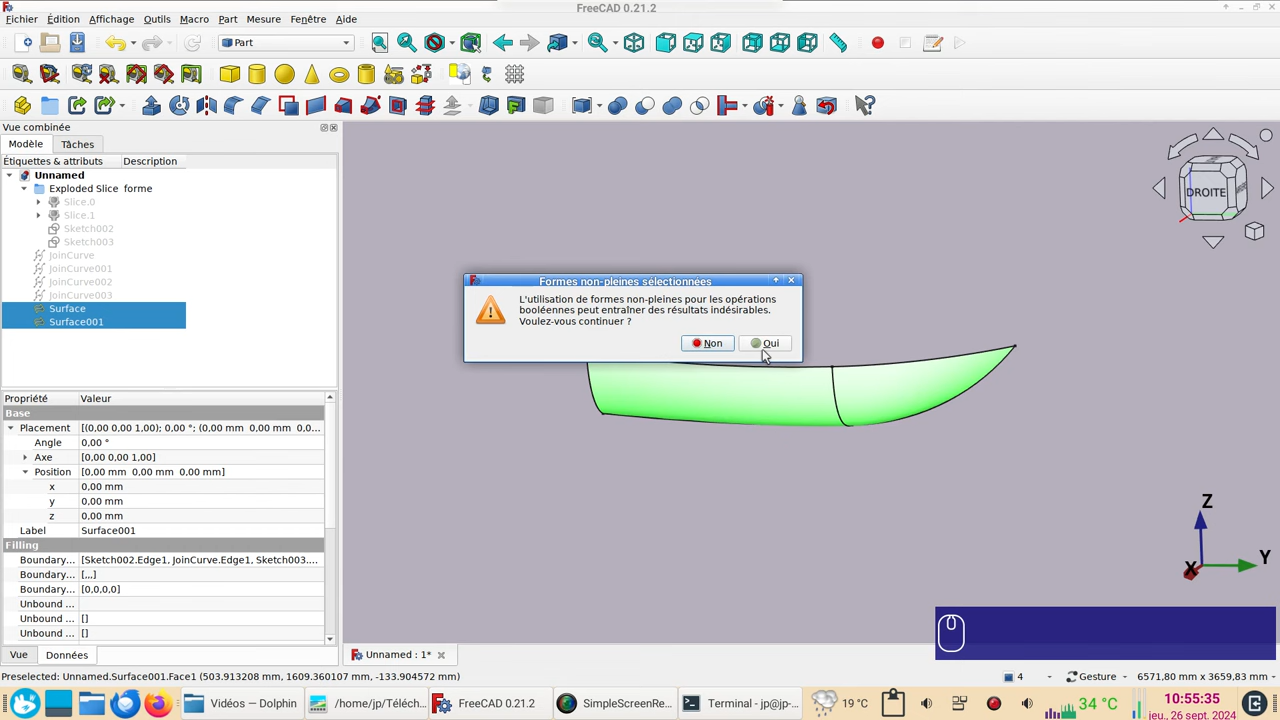 FreeCAD 0.21.2
Fichier Édition Affichage Outils Macro Part Mesure Fenêtre Aide
Part
Vue combinée
Modèle Tâches
Étiquettes & attributs Description
Unnamed
Exploded Slice forme
Slice.0
Slice.1
Sketch002
Sketch003
JoinCurve
JoinCurve001
JoinCurve002
JoinCurve003
Surface
Surface001
DROITE
Formes non-pleines sélectionnées
L'utilisation de formes non-pleines pour les opérations
booléennes peut entraîner des résultats indésirables.
Voulez-vous continuer ?
Non Oui
Propriété Valeur
Base
Placement [(0,00 0,00 1,00); 0,00 °; (0,00 mm 0,00 mm 0,0...
Angle 0,00 °
Axe [0,00 0,00 1,00]
Position [0,00 mm 0,00 mm 0,00 mm]
x 0,00 mm
y 0,00 mm
z 0,00 mm
Label Surface001
Filling
Boundary... [Sketch002.Edge1, JoinCurve.Edge1, Sketch003....
Boundary... [,,,]
Boundary... [0,0,0,0]
Unbound ...
Unbound ... []
Unbound ... []
Z
Y
X
Vue Données
Unnamed : 1*
Preselected: Unnamed.Surface001.Face1 (503.913208 mm, 1609.360107 mm, -133.904572 mm)
4 Gesture 6571,80 mm x 3659,83 mm
Vidéos — Dolphin
/home/jp/Téléch...
FreeCAD 0.21.2
SimpleScreenRe...
Terminal - jp@jp-...
19 °C
34 °C
10:55:35
jeu., 26 sept. 2024